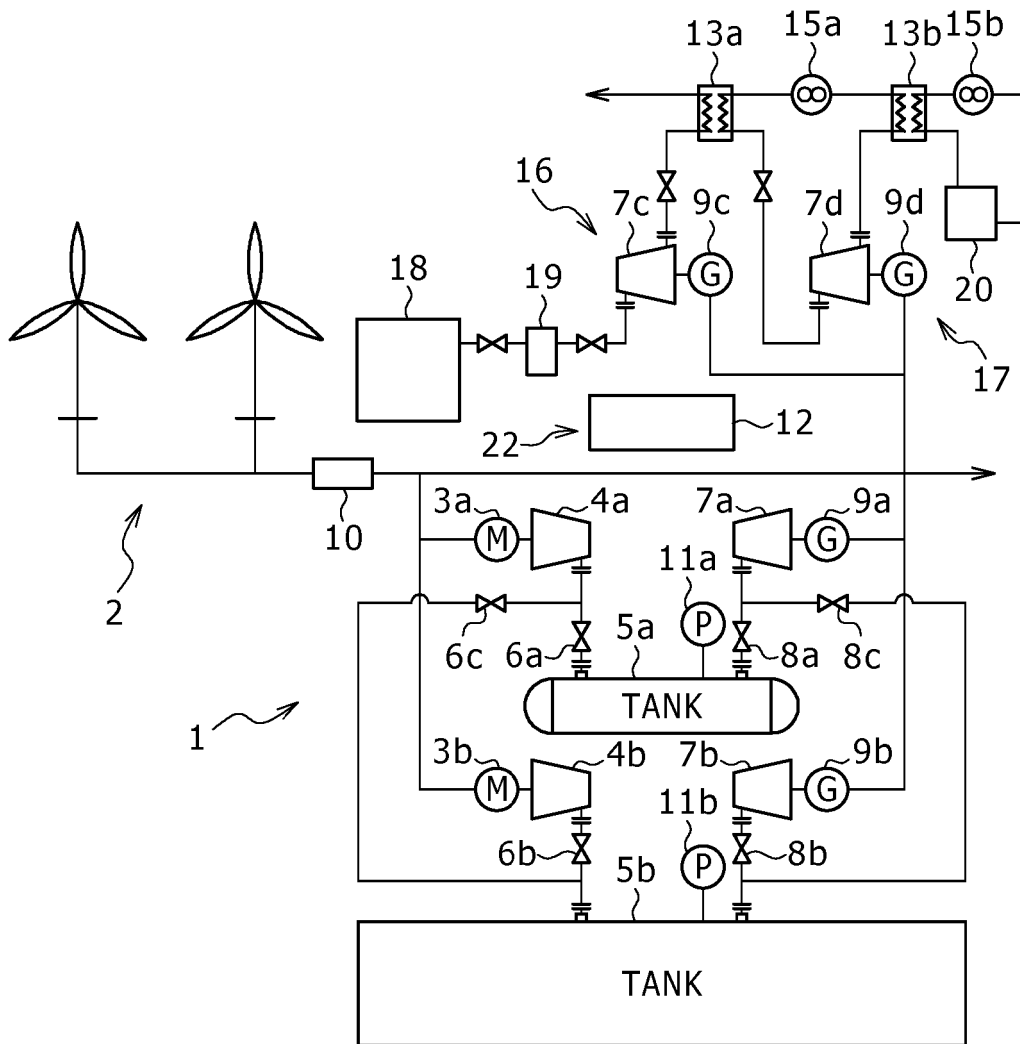 13a 15a 13b 15b
16 7c 9c 7d 9d
G G
18 19 20
17
22 12
10
3a 4a 7a 9a
M G
2 11a
P
6c 6a 5a 8a 8c
TANK
1
3b 4b 7b 9b
M G
11b
6b P 8b
5b
TANK